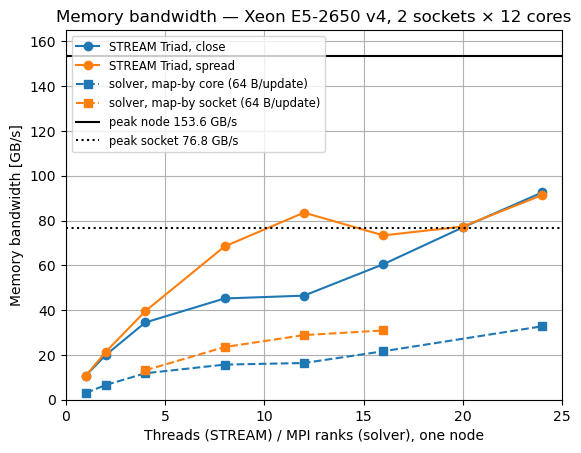 Memory bandwidth — Xeon E5-2650 v4, 2 sockets × 12 cores
STREAM Triad, close
STREAM Triad, spread
solver, map-by core (64 B/update)
solver, map-by socket (64 B/update)
peak node 153.6 GB/s
peak socket 76.8 GB/s
Memory bandwidth [GB/s]
160
140
120
100
80
60
40
20
0
0 5 10 15 20 25
Threads (STREAM) / MPI ranks (solver), one node